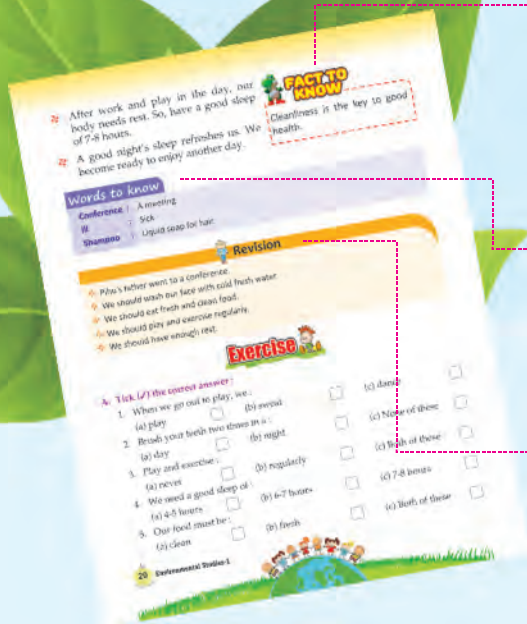 After work and play in the day, our
body needs rest. So, have a good sleep
of 7-8 hours.
A good night's sleep refreshes us. We
become ready to enjoy another day.
FACT TO
KNOW
Cleanliness is the key to good
health.
Words to know
Conference : A meeting
Ill : Sick
Shampoo : Liquid soap for hair
Revision
Pihu's father went to a conference.
We should wash our face with cold fresh water.
We should eat fresh and clean food.
We should play and exercise regularly.
We should have enough rest.
Exercise
A. Tick (✓) the correct answer :
1. When we go out to play, we :
(a) play (b) sweat (c) dance
2. Brush your teeth two times in a :
(a) day (b) night (c) None of these
3. Play and exercise :
(a) never (b) regularly (c) Both of these
4. We need a good sleep of :
(a) 4-5 hours (b) 6-7 hours (c) 7-8 hours
5. Our food must be :
(a) clean (b) fresh (c) Both of these
20 Environmental Studies-1